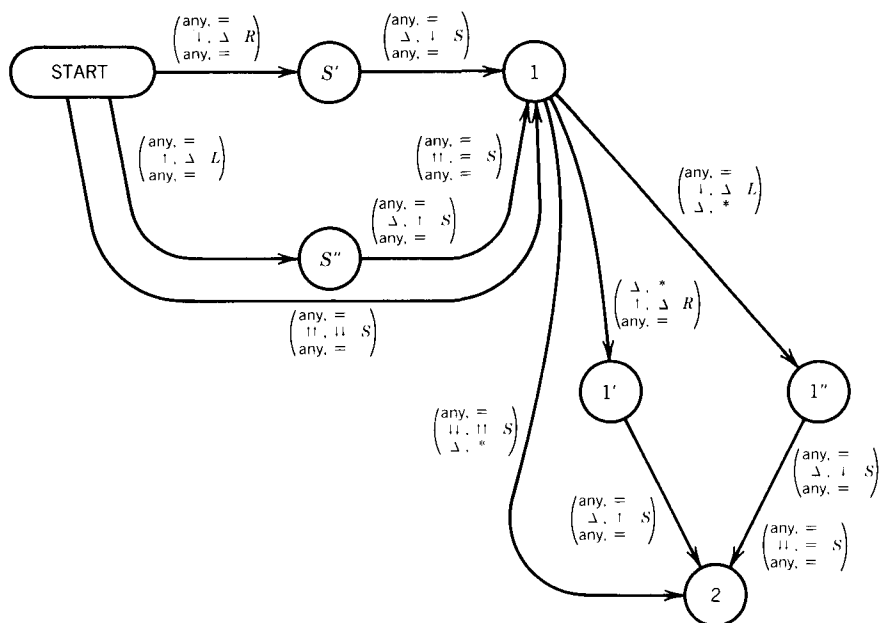 (any, =
↓, Δ R
any, =)
(any, =
Δ, ↓ S
any, =)
START
S′
1
(any, =
↑, Δ L
any, =)
(any, =
↑↑, = S
any, =)
(any, =
↓, Δ L
Δ, *)
(any, =
Δ, ↑ S
any, =)
S″
(any, =
↑↑, ↓↓ S
any, =)
(Δ, *
↑, Δ R
any, =)
1′
1″
(any, =
↓↓, ↑↑ S
Δ, *)
(any, =
Δ, ↓ S
any, =)
(any, =
Δ, ↑ S
any, =)
(any, =
↓↓, = S
any, =)
2